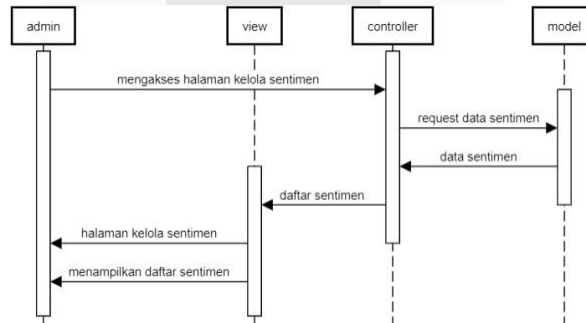 admin
view
controller
model
mengakses halaman kelola sentimen
request data sentimen
data sentimen
daftar sentimen
halaman kelola sentimen
menampilkan daftar sentimen